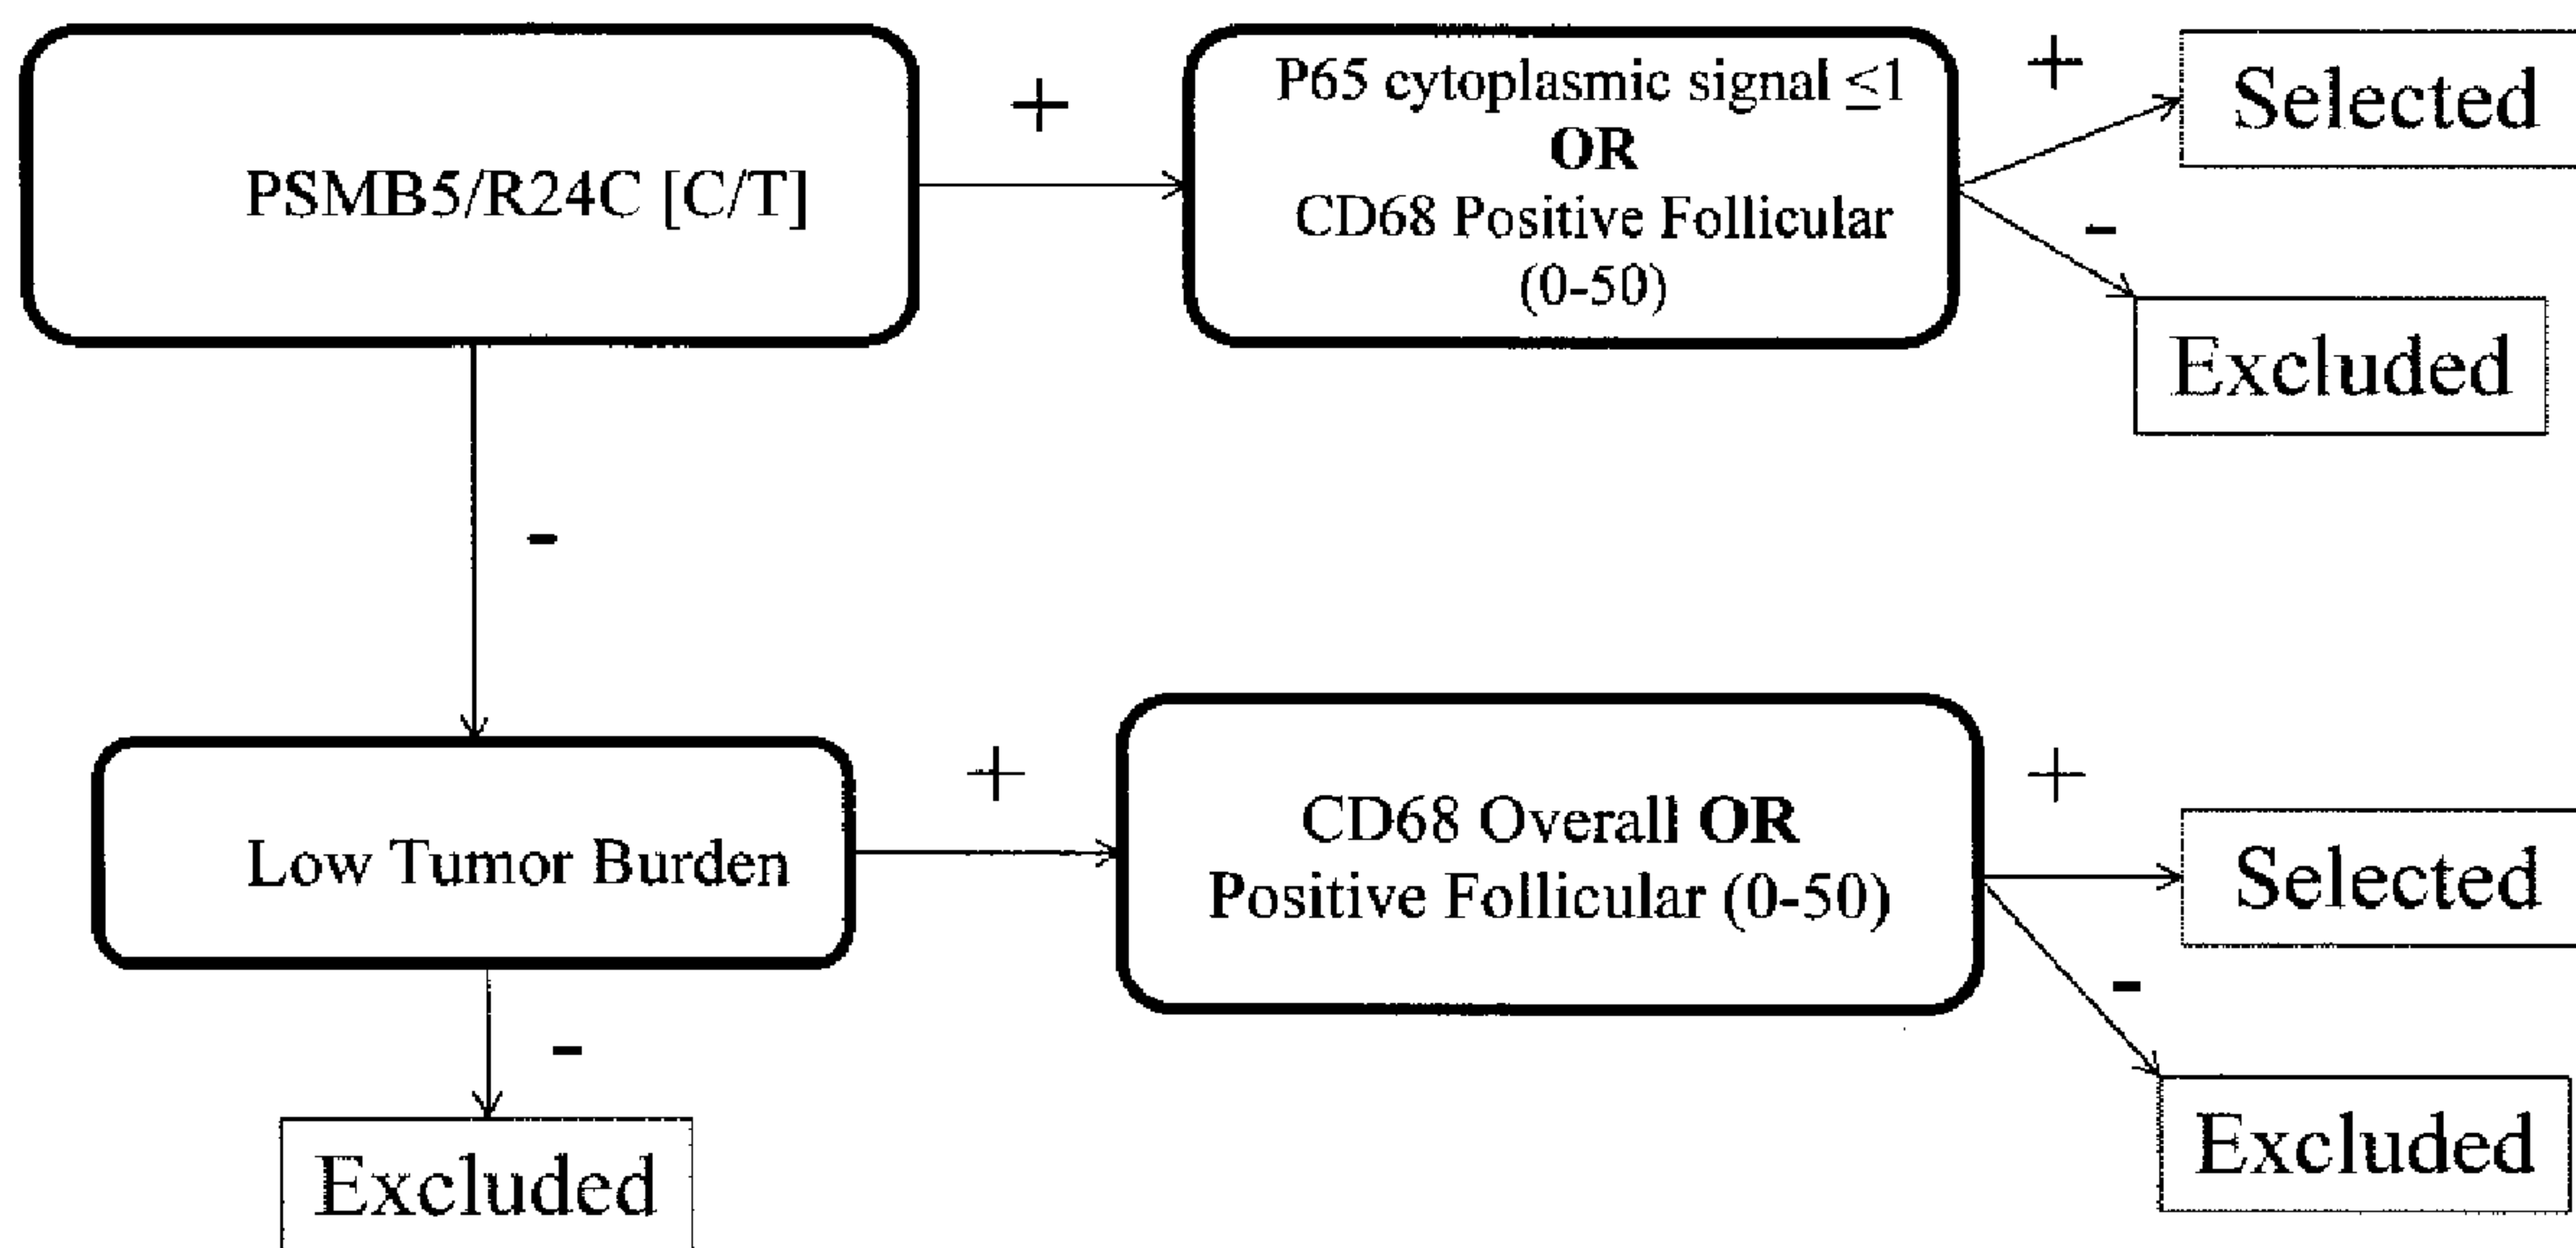 PSMB5/R24C [C/T]
+
P65 cytoplasmic signal ≤1
OR
CD68 Positive Follicular
(0-50)
+
Selected
-
Excluded
-
Low Tumor Burden
+
CD68 Overall OR
Positive Follicular (0-50)
+
Selected
-
Excluded
-
Excluded